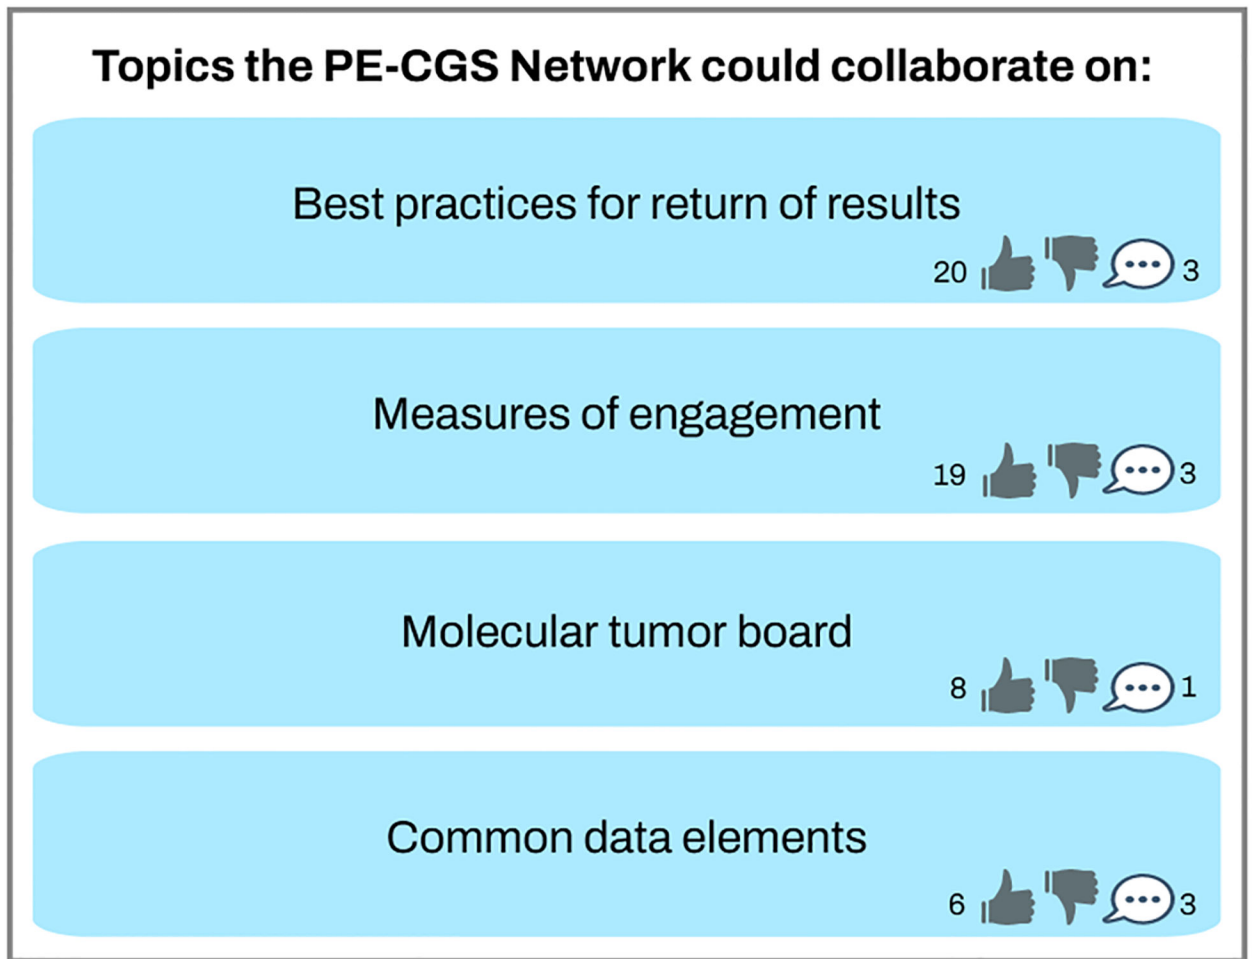 Topics the PE-CGS Network could collaborate on:
Best practices for return of results
20 3
Measures of engagement
19 3
Molecular tumor board
8 1
Common data elements
6 3